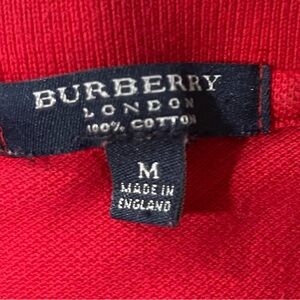 BURBERRY
LONDON
100% COTTON
M
MADE IN
ENGLAND